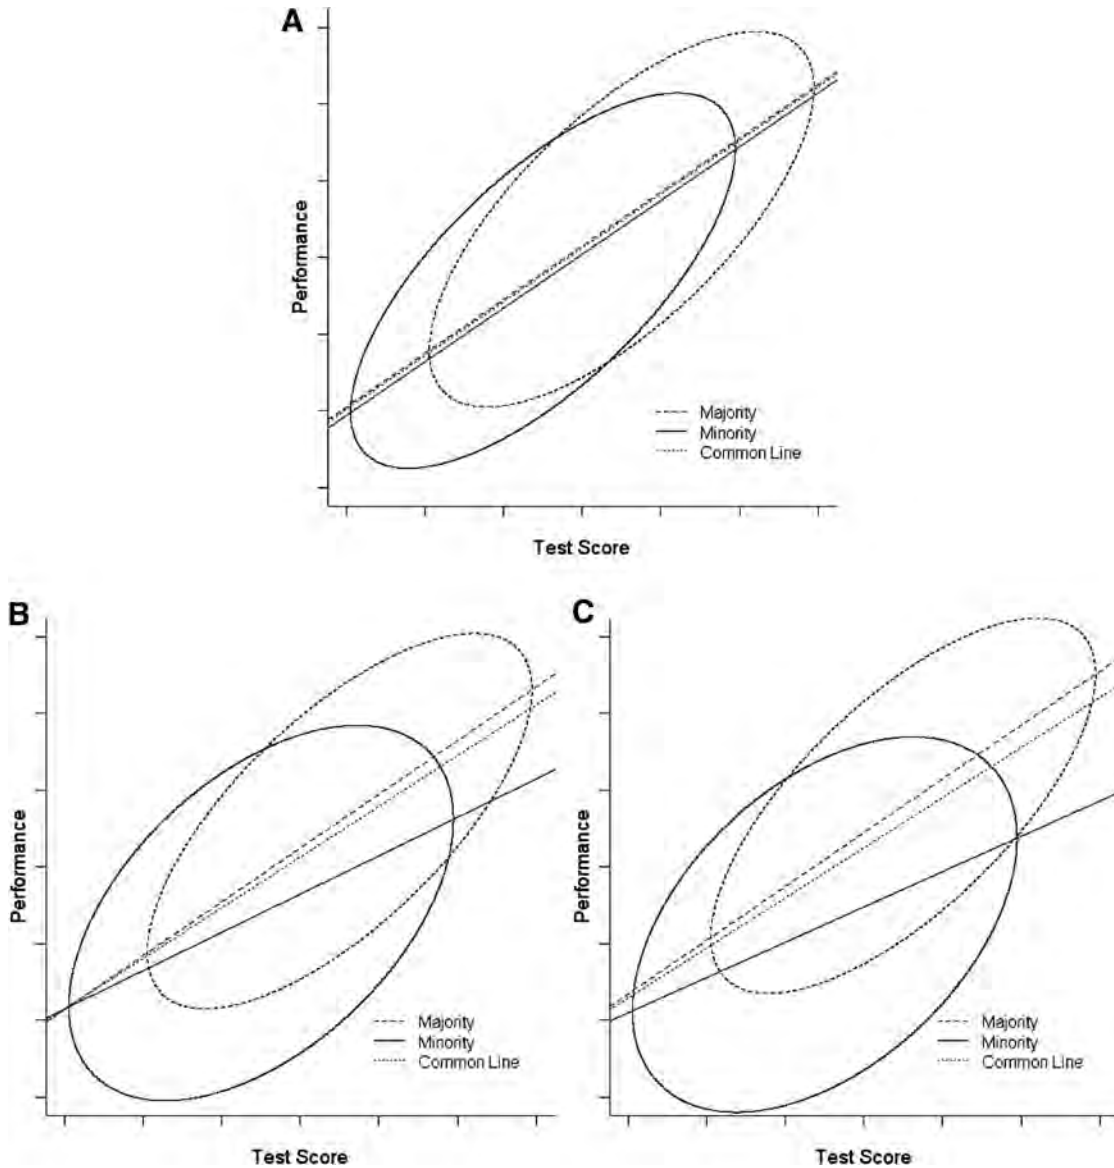 A
Performance
Majority
Minority
Common Line
Test Score
B
Performance
Majority
Minority
Common Line
Test Score
C
Performance
Majority
Minority
Common Line
Test Score